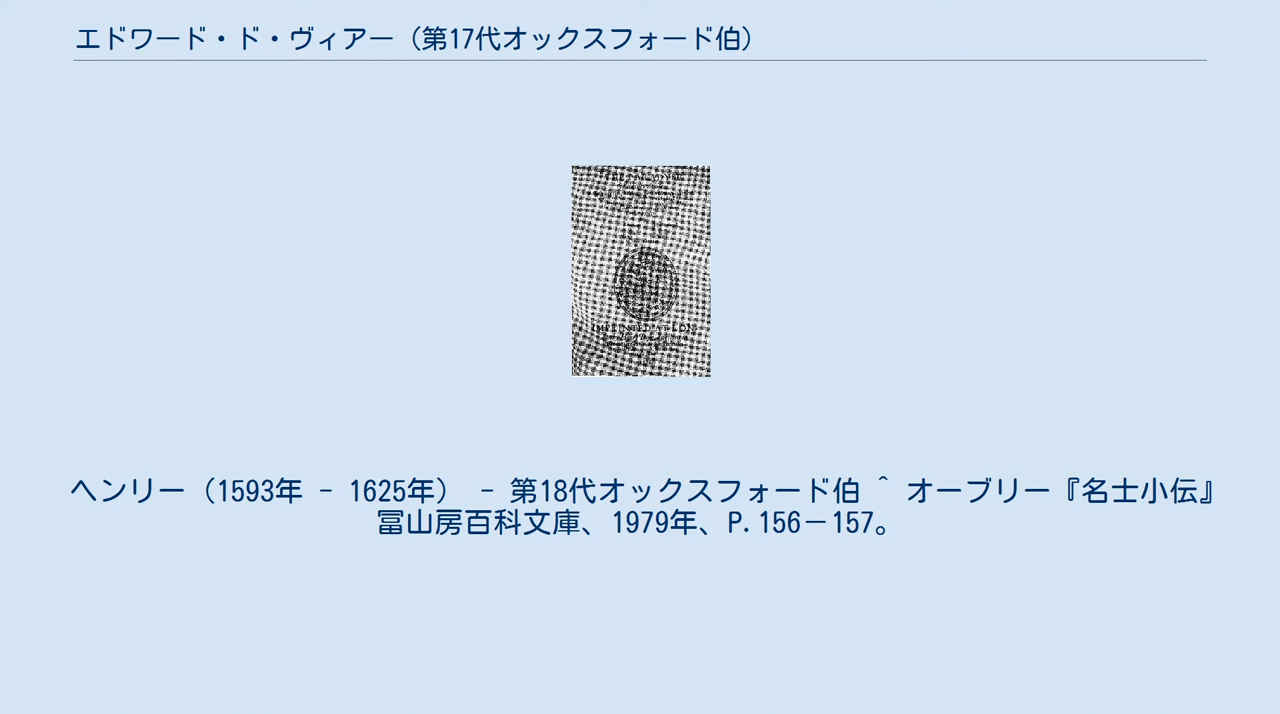 エドワード・ド・ヴィアー（第17代オックスフォード伯）
IMPRINTED AT LON
ヘンリー（1593年 - 1625年） - 第18代オックスフォード伯 ^ オーブリー『名士小伝』
冨山房百科文庫、1979年、P.156－157。